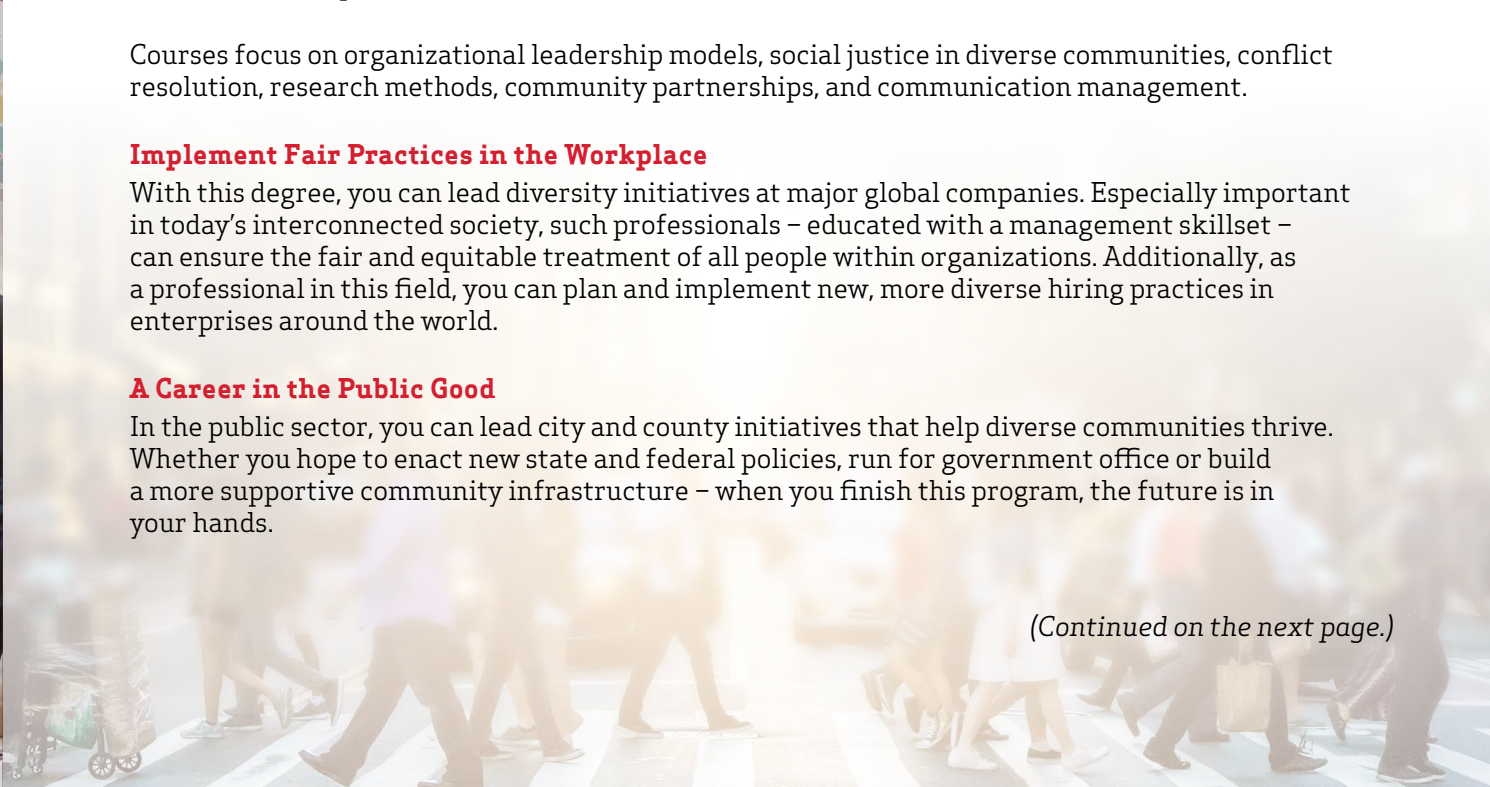 Courses focus on organizational leadership models, social justice in diverse communities, conflict
resolution, research methods, community partnerships, and communication management.
Implement Fair Practices in the Workplace
With this degree, you can lead diversity initiatives at major global companies. Especially important
in today's interconnected society, such professionals – educated with a management skillset –
can ensure the fair and equitable treatment of all people within organizations. Additionally, as
a professional in this field, you can plan and implement new, more diverse hiring practices in
enterprises around the world.
A Career in the Public Good
In the public sector, you can lead city and county initiatives that help diverse communities thrive.
Whether you hope to enact new state and federal policies, run for government office or build
a more supportive community infrastructure – when you finish this program, the future is in
your hands.
(Continued on the next page.)